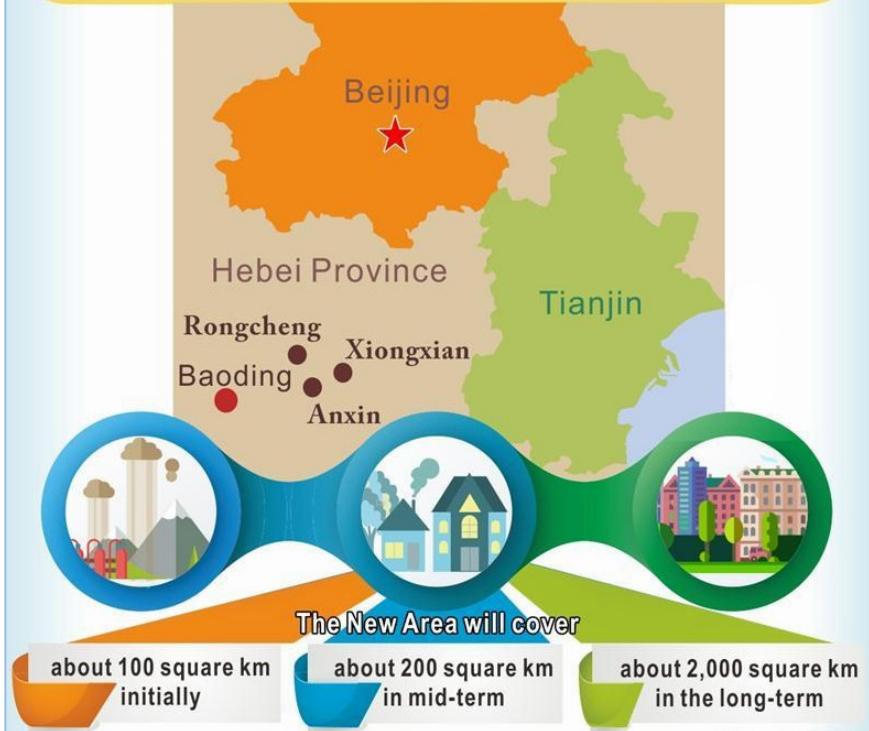 Beijing
Hebei Province
Tianjin
Rongcheng
Xiongxian
Baoding
Anxin
The New Area will cover
about 100 square km
initially
about 200 square km
in mid-term
about 2,000 square km
in the long-term